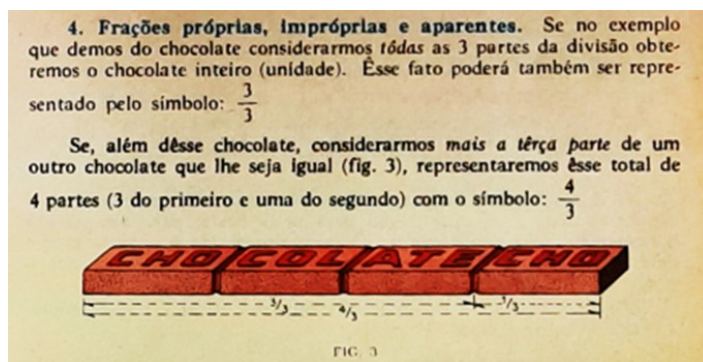 4. Frações próprias, impróprias e aparentes. Se no exemplo
que demos do chocolate considerarmos tôdas as 3 partes da divisão obte-
remos o chocolate inteiro (unidade). Êsse fato poderá também ser repre-
sentado pelo símbolo: 3/3
Se, além dêsse chocolate, considerarmos mais a têrça parte de um
outro chocolate que lhe seja igual (fig. 3), representaremos êsse total de
4 partes (3 do primeiro e uma do segundo) com o símbolo: 4/3
CHOCOLATE CHO
3/3 1/3
4/3
FIG. 3